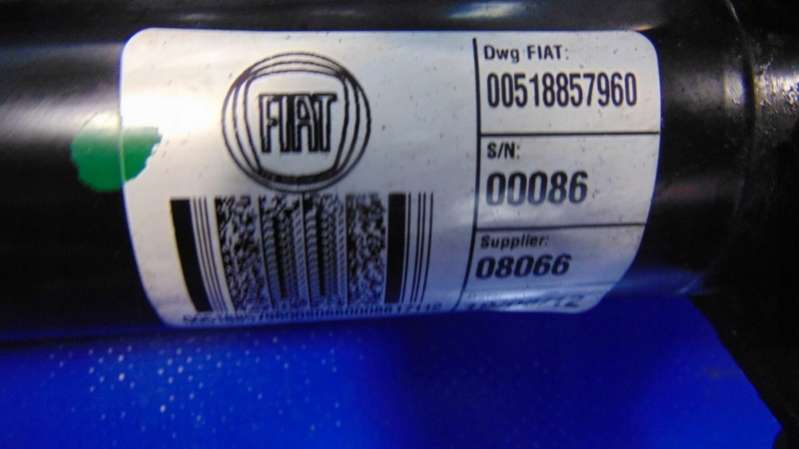 FIAT
Dwg FIAT:
00518857960
S/N:
00086
Supplier:
08066